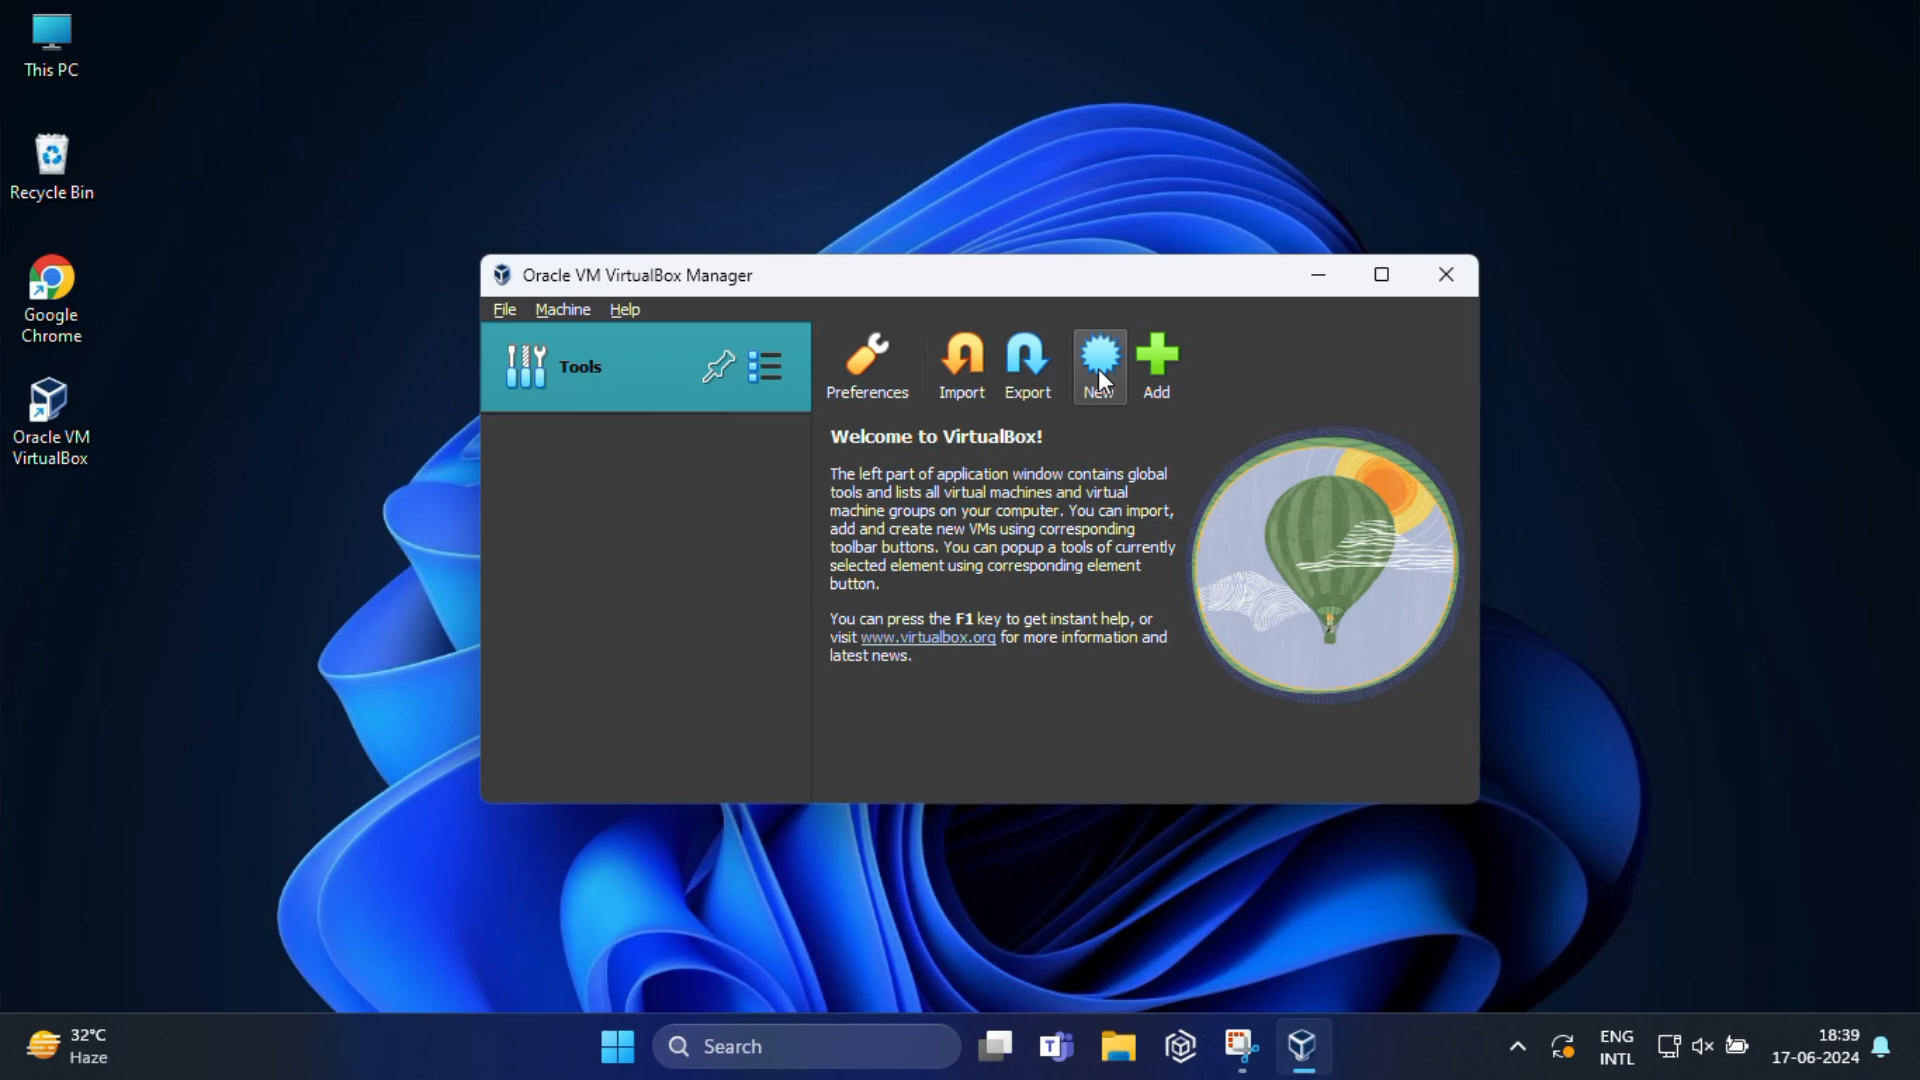 This PC
Recycle Bin
Google
Chrome
Oracle VM
VirtualBox
Oracle VM VirtualBox Manager
File Machine Help
Tools
Preferences Import Export New Add
Welcome to VirtualBox!
The left part of application window contains global
tools and lists all virtual machines and virtual
machine groups on your computer. You can import,
add and create new VMs using corresponding
toolbar buttons. You can popup a tools of currently
selected element using corresponding element
button.
You can press the F1 key to get instant help, or
visit www.virtualbox.org for more information and
latest news.
32°C
Haze
Search
T
ENG
INTL
18:39
17-06-2024